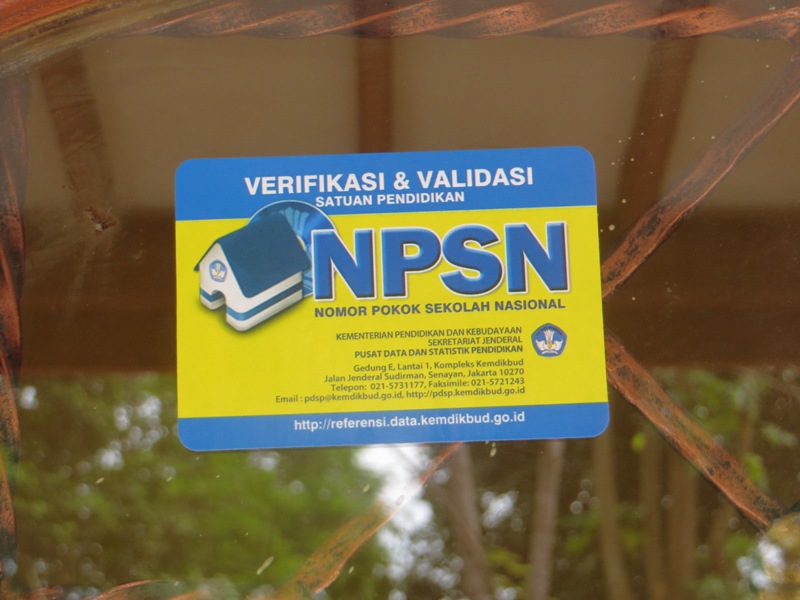 VERIFIKASI & VALIDASI
SATUAN PENDIDIKAN
NPSN
NOMOR POKOK SEKOLAH NASIONAL
KEMENTERIAN PENDIDIKAN DAN KEBUDAYAAN
SEKRETARIAT JENDERAL
PUSAT DATA DAN STATISTIK PENDIDIKAN
Gedung E, Lantai 1, Kompleks Kemdikbud
Jalan Jenderal Sudirman, Senayan, Jakarta 10270
Telepon: 021-5731177, Faksimile: 021-5721243
Email : pdsp@kemdikbud.go.id, http://pdsp.kemdikbud.go.id
http://referensi.data.kemdikbud.go.id